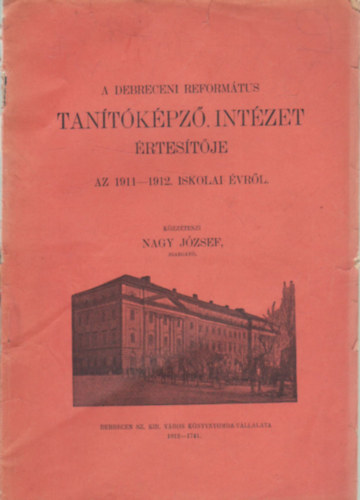 A DEBRECENI REFORMÁTUS
TANÍTÓKÉPZŐ-INTÉZET
ÉRTESÍTŐJE
AZ 1911—1912. ISKOLAI ÉVRŐL.
KÖZZÉTESZI
NAGY JÓZSEF,
IGAZGATÓ.
DEBRECEN SZ. KIR. VÁROS KÖNYVNYOMDA-VÁLLALATA
1912—1741.